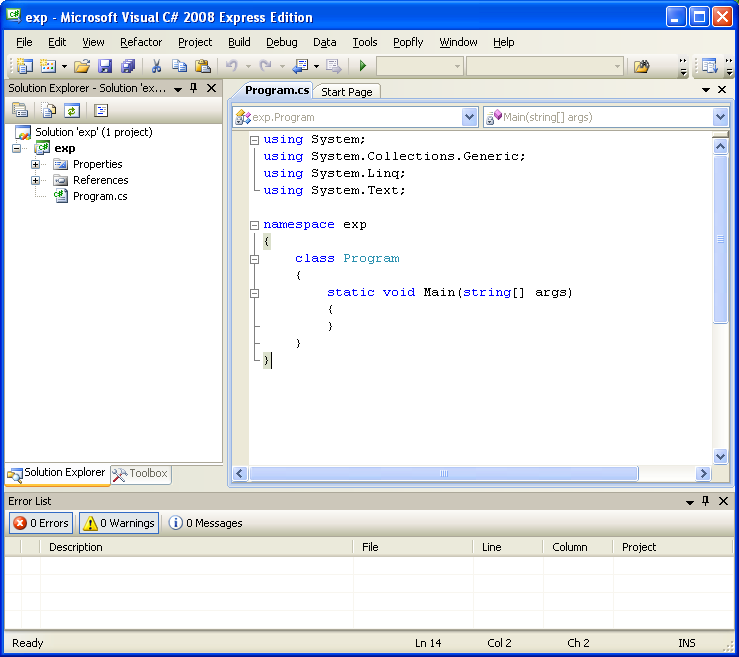 exp - Microsoft Visual C# 2008 Express Edition
File Edit View Refactor Project Build Debug Data Tools Popfly Window Help
Solution Explorer - Solution 'ex...
Solution 'exp' (1 project)
exp
Properties
References
Program.cs
Solution Explorer Toolbox
Program.cs Start Page
exp.Program Main(string[] args)
using System;
using System.Collections.Generic;
using System.Linq;
using System.Text;
namespace exp
{
class Program
{
static void Main(string[] args)
{
}
}
}
Error List
0 Errors 0 Warnings 0 Messages
Description File Line Column Project
Ready Ln 14 Col 2 Ch 2 INS